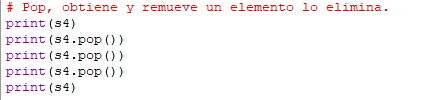 # Pop, obtiene y remueve un elemento lo elimina.
print(s4)
print(s4.pop())
print(s4.pop())
print(s4.pop())
print(s4)